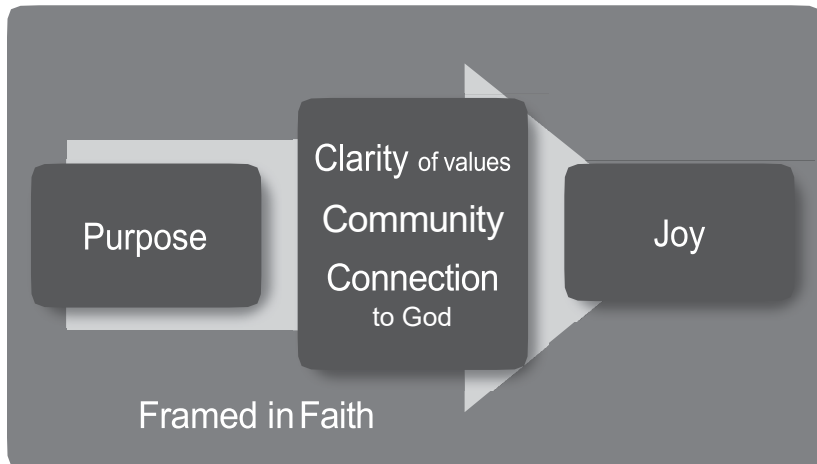 Purpose
Clarity of values
Community
Connection
to God
Joy
Framed in Faith